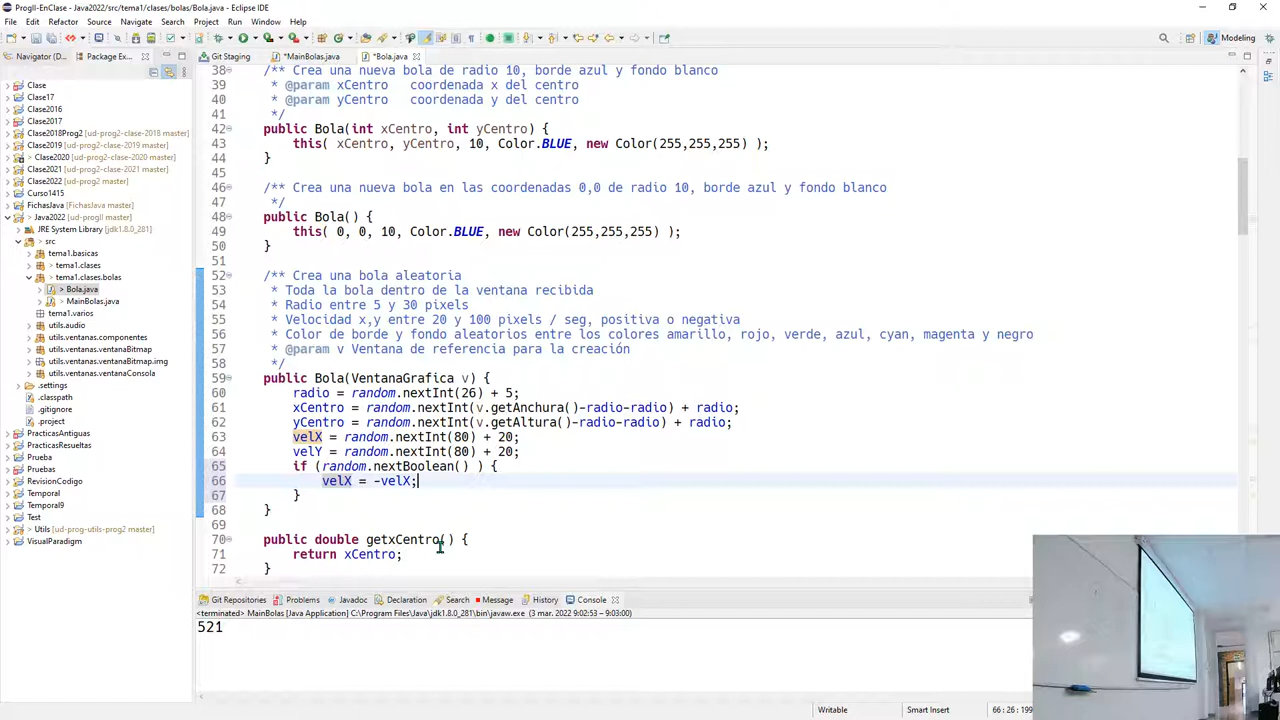 ProgII-EnClase - Java2022/src/tema1/clases/bolas/Bola.java - Eclipse IDE
File Edit Refactor Source Navigate Search Project Run Window Help
Modeling
Navigator (D...
Package Ex...
Git Staging
*MainBolas.java
*Bola.java
Clase
Clase17
Clase2016
Clase2017
Clase2018Prog2 [ud-prog2-clase-2018 master]
Clase2019 [ud-prog2-clase-2019 master]
> Clase2020 [ud-prog2-clase-2020 master]
Clase2021 [ud-prog2-clase-2021 master]
Clase2022 [ud-prog2 master]
Curso1415
FichasJava [FichasJava master]
> Java2022 [ud-progII master]
JRE System Library [jdk1.8.0_281]
> src
tema1.basicas
> tema1.clases
> tema1.clases.bolas
> Bola.java
> MainBolas.java
tema1.varios
utils.audio
utils.ventanas.componentes
utils.ventanas.ventanaBitmap
utils.ventanas.ventanaBitmap.img
utils.ventanas.ventanaConsola
.settings
.classpath
.gitignore
.project
PracticasAntiguas
PracticasResueltas
Prueba
Pruebas
RevisionCodigo
Temporal
Temporal9
Test
> Utils [ud-prog-utils-prog2 master]
VisualParadigm
38 /** Crea una nueva bola de radio 10, borde azul y fondo blanco
39 * @param xCentro coordenada x del centro
40 * @param yCentro coordenada y del centro
41 */
42 public Bola(int xCentro, int yCentro) {
43 this( xCentro, yCentro, 10, Color.BLUE, new Color(255,255,255) );
44 }
45
46 /** Crea una nueva bola en las coordenadas 0,0 de radio 10, borde azul y fondo blanco
47 */
48 public Bola() {
49 this( 0, 0, 10, Color.BLUE, new Color(255,255,255) );
50 }
51
52 /** Crea una bola aleatoria
53 * Toda la bola dentro de la ventana recibida
54 * Radio entre 5 y 30 pixels
55 * Velocidad x,y entre 20 y 100 pixels / seg, positiva o negativa
56 * Color de borde y fondo aleatorios entre los colores amarillo, rojo, verde, azul, cyan, magenta y negro
57 * @param v Ventana de referencia para la creación
58 */
59 public Bola(VentanaGrafica v) {
60 radio = random.nextInt(26) + 5;
61 xCentro = random.nextInt(v.getAnchura()-radio-radio) + radio;
62 yCentro = random.nextInt(v.getAltura()-radio-radio) + radio;
63 velX = random.nextInt(80) + 20;
64 velY = random.nextInt(80) + 20;
65 if (random.nextBoolean() ) {
66 velX = -velX;
67 }
68 }
69
70 public double getxCentro() {
71 return xCentro;
72 }
Git Repositories Problems Javadoc Declaration Search Message History Console
<terminated> MainBolas [Java Application] C:\Program Files\Java\jdk1.8.0_281\bin\javaw.exe (3 mar. 2022 9:02:53 – 9:03:00)
521
Writable Smart Insert 66 : 26 : 199